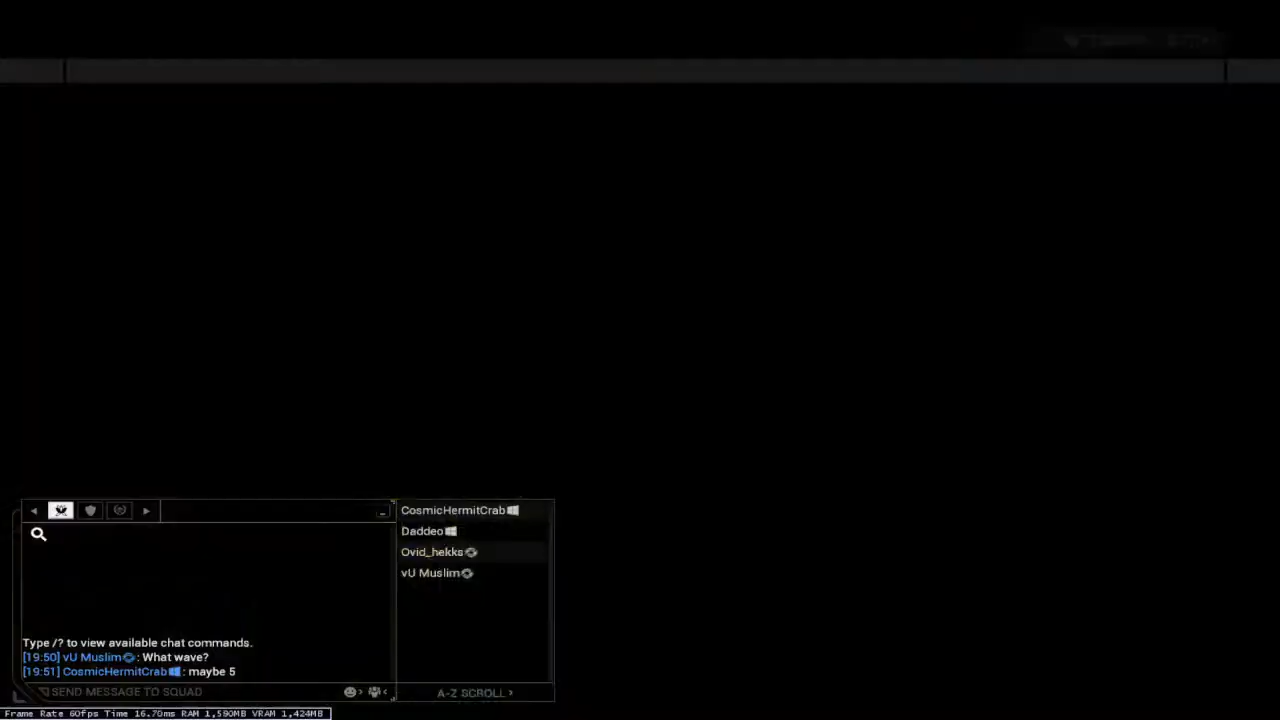 CosmicHermitCrab
Daddeo
Ovid_hekks
vU Muslim
Type /? to view available chat commands.
[19:50] vU Muslim: What wave?
[19:51] CosmicHermitCrab: maybe 5
SEND MESSAGE TO SQUAD
A-Z SCROLL
Frame Rate 60fps Time 16.70ms RAM 1,590MB VRAM 1,424MB